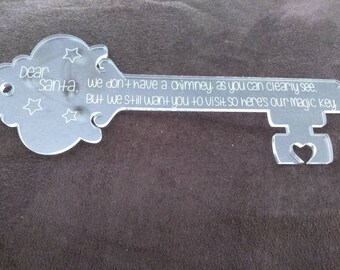 Dear
Santa,
We don't have a chimney as you can clearly see
But we still want you to visit so here's our magic key